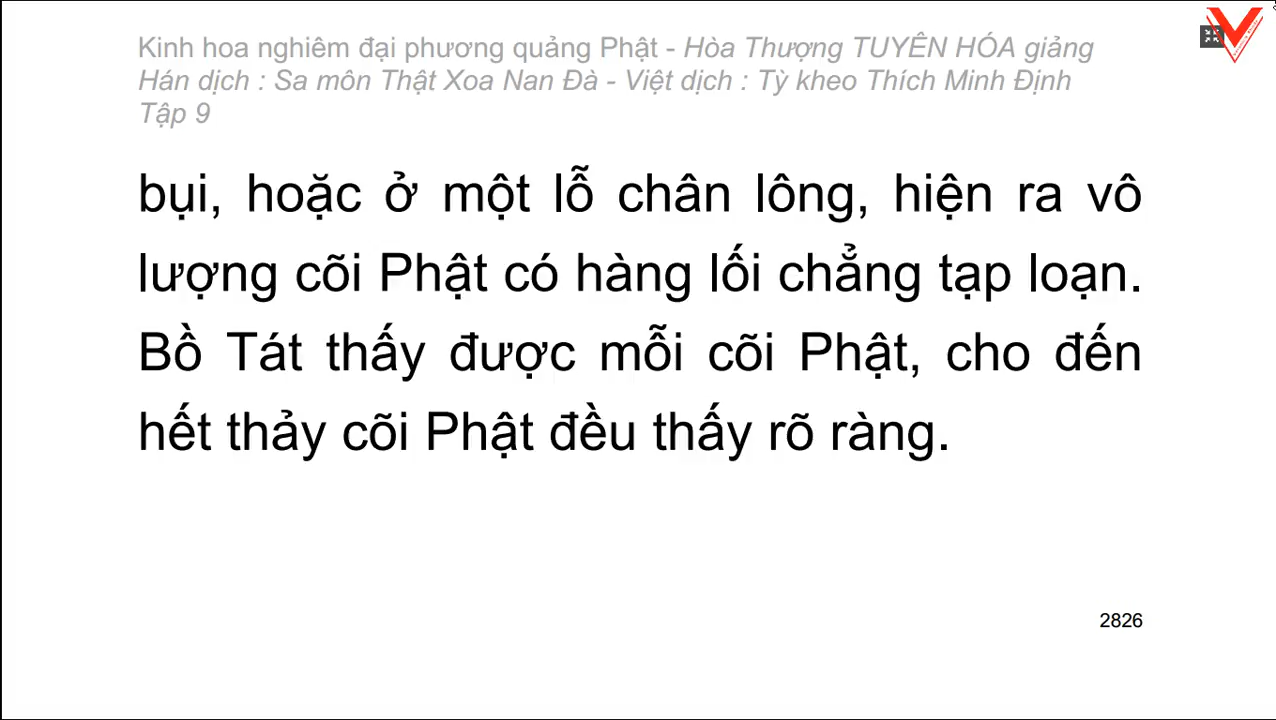 Kinh hoa nghiêm đại phương quảng Phật - Hòa Thượng TUYÊN HÓA giảng
Hán dịch : Sa môn Thật Xoa Nan Đà - Việt dịch : Tỳ kheo Thích Minh Định
Tập 9
bụi, hoặc ở một lỗ chân lông, hiện ra vô
lượng cõi Phật có hàng lối chẳng tạp loạn.
Bồ Tát thấy được mỗi cõi Phật, cho đến
hết thảy cõi Phật đều thấy rõ ràng.
2826